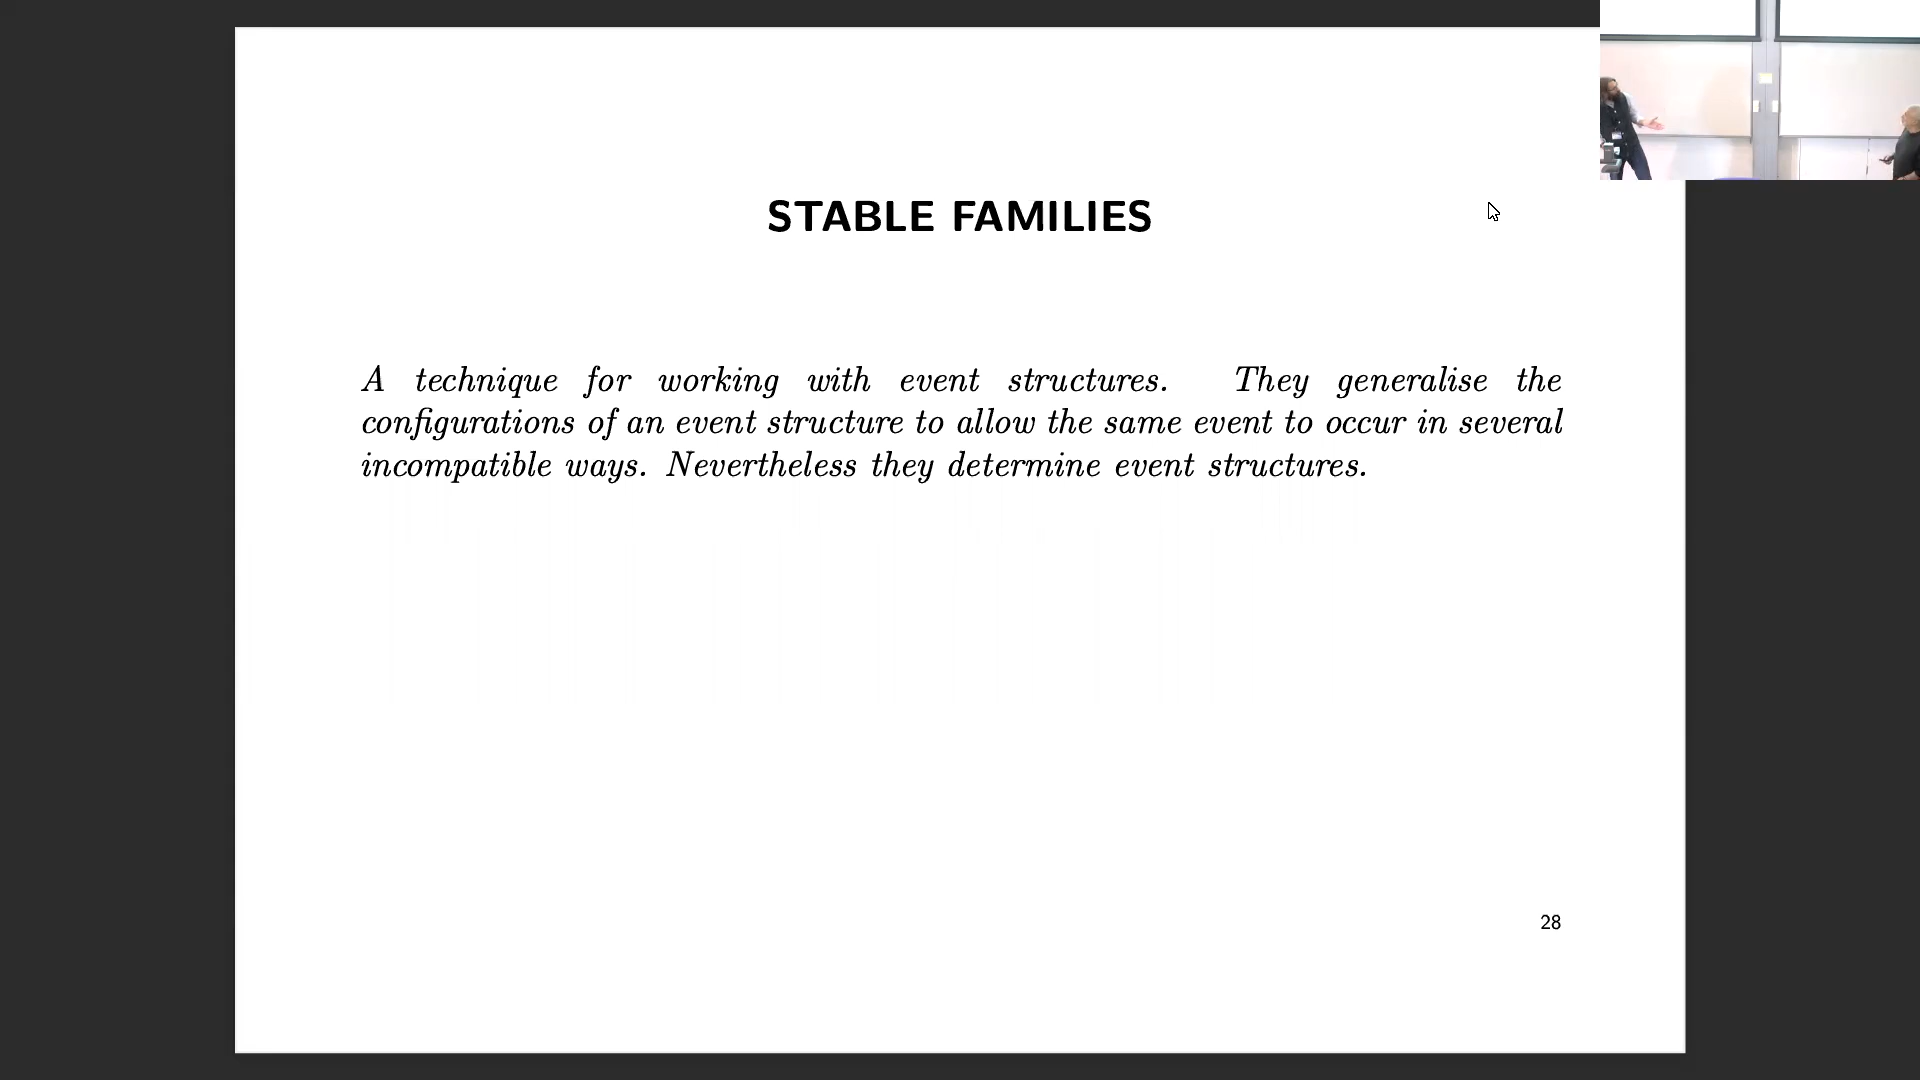 STABLE FAMILIES
A technique for working with event structures. They generalise the
configurations of an event structure to allow the same event to occur in several
incompatible ways. Nevertheless they determine event structures.
28